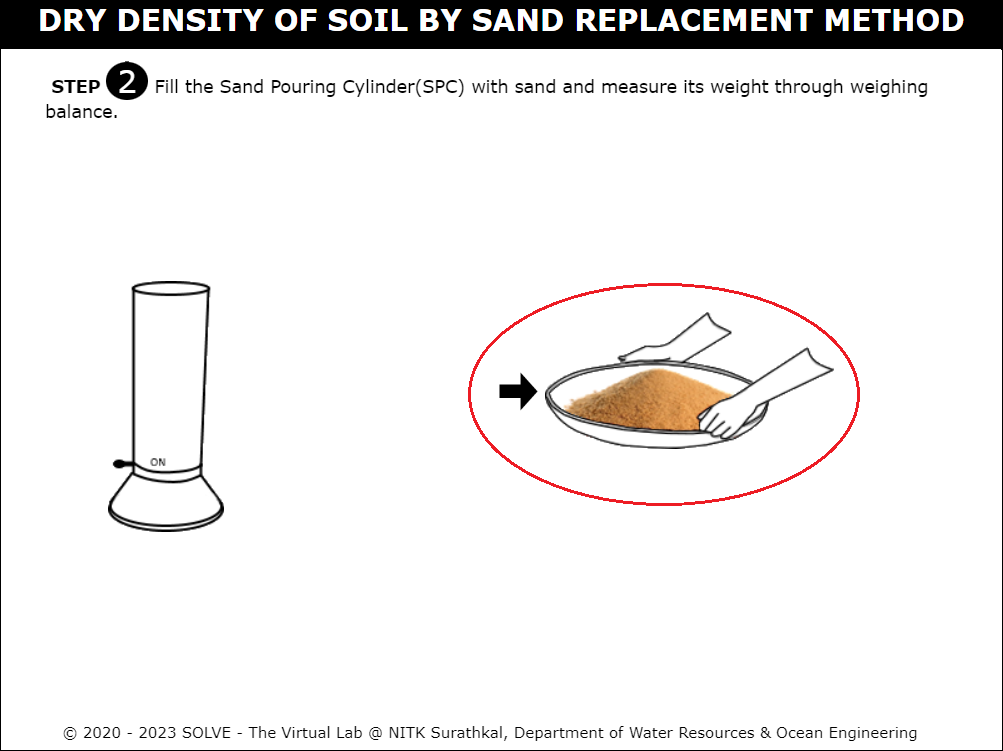 DRY DENSITY OF SOIL BY SAND REPLACEMENT METHOD
STEP 2 Fill the Sand Pouring Cylinder(SPC) with sand and measure its weight through weighing
balance.
ON
© 2020 - 2023 SOLVE - The Virtual Lab @ NITK Surathkal, Department of Water Resources & Ocean Engineering